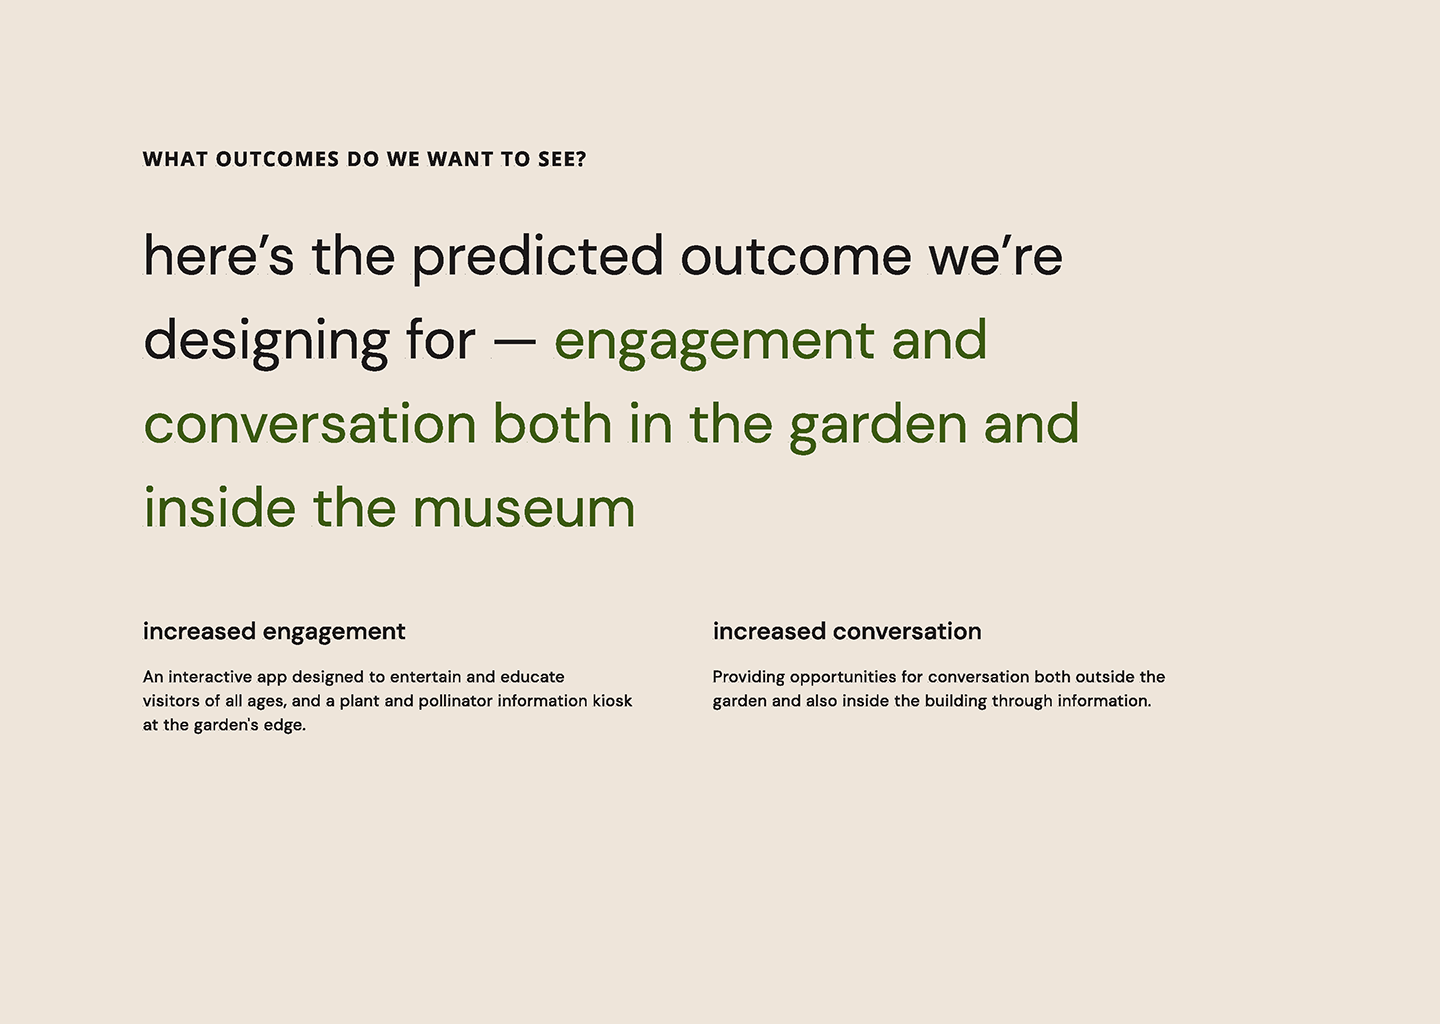 WHAT OUTCOMES DO WE WANT TO SEE?
here’s the predicted outcome we’re
designing for — engagement and
conversation both in the garden and
inside the museum
increased engagement
An interactive app designed to entertain and educate
visitors of all ages, and a plant and pollinator information kiosk
at the garden's edge.
increased conversation
Providing opportunities for conversation both outside the
garden and also inside the building through information.